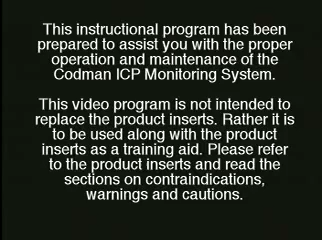 This instructional program has been
prepared to assist you with the proper
operation and maintenance of the
Codman ICP Monitoring System.
This video program is not intended to
replace the product inserts. Rather it is
to be used along with the product
inserts as a training aid. Please refer
to the product inserts and read the
sections on contraindications,
warnings and cautions.